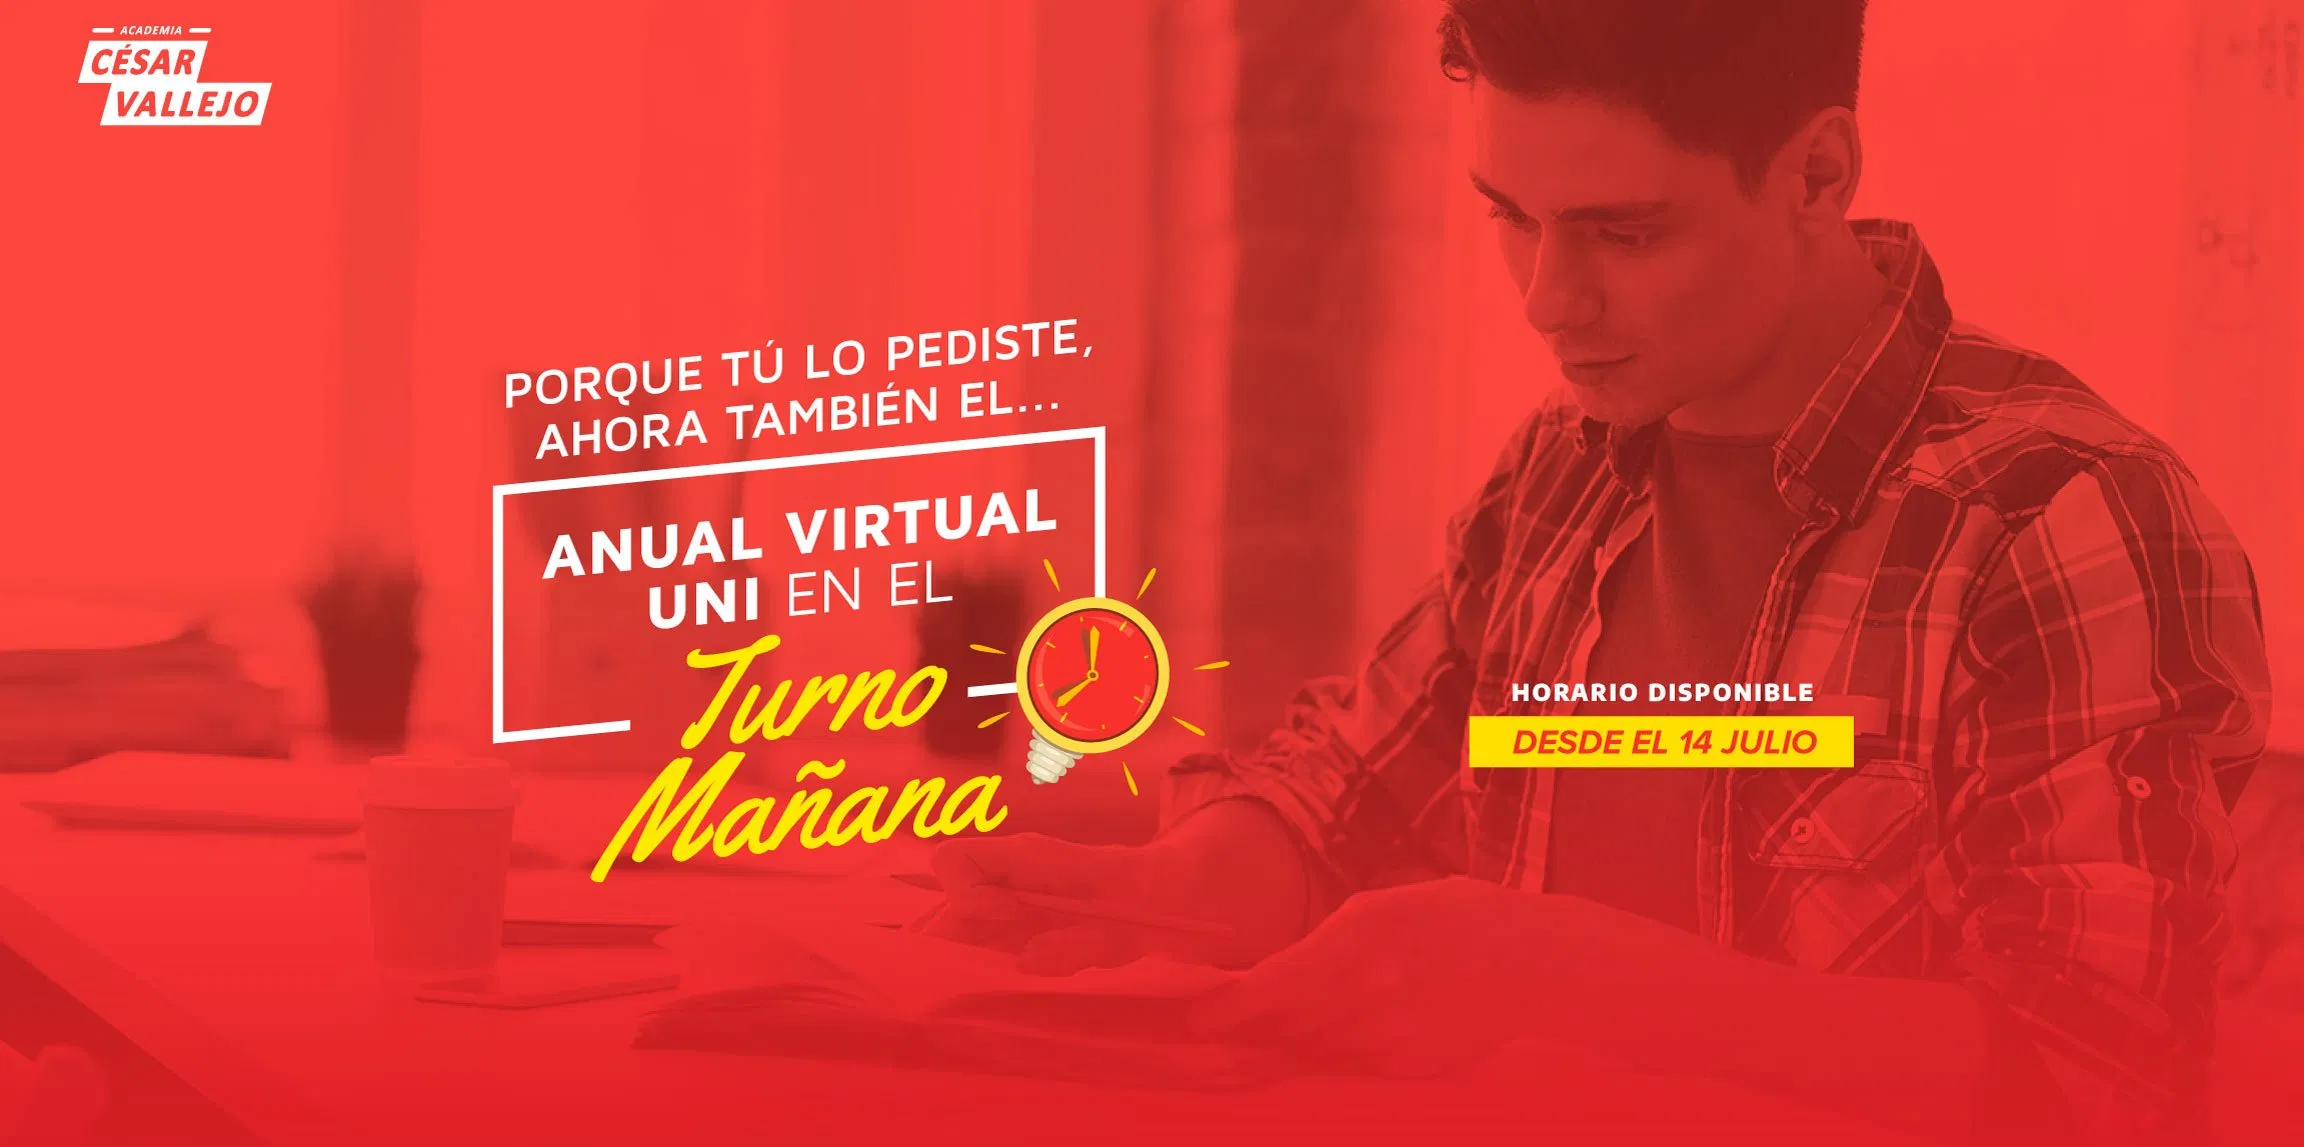 ACADEMIA
CÉSAR
VALLEJO
PORQUE TÚ LO PEDISTE,
AHORA TAMBIÉN EL...
ANUAL VIRTUAL
UNI EN EL
Turno
Mañana
HORARIO DISPONIBLE
DESDE EL 14 JULIO